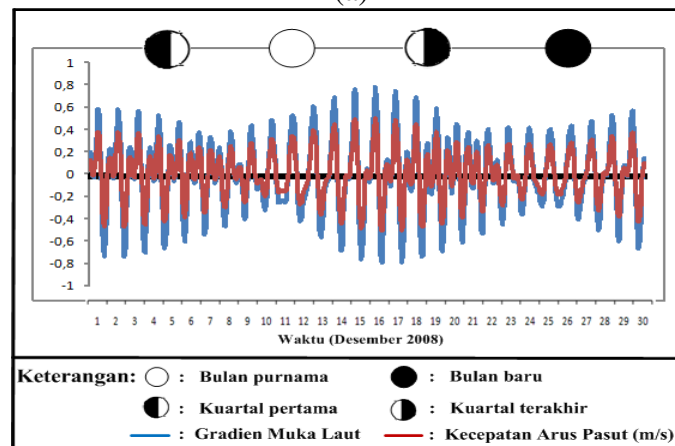 1
0,8
0,6
0,4
0,2
0
-0,2
-0,4
-0,6
-0,8
-1
1 2 3 4 5 6 7 8 9 10 11 12 13 14 15 16 17 18 19 20 21 22 23 24 25 26 27 28 29 30
Waktu (Desember 2008)
Keterangan: : Bulan purnama : Bulan baru
: Kuartal pertama : Kuartal terakhir
: Gradien Muka Laut : Kecepatan Arus Pasut (m/s)